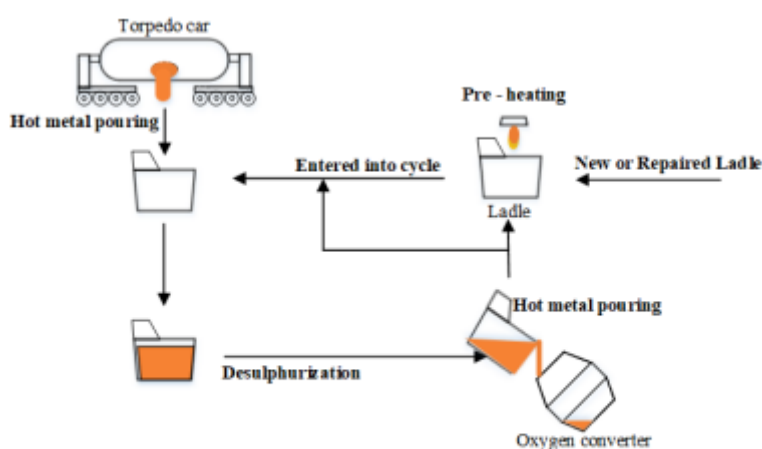 Torpedo car
Hot metal pouring
Pre - heating
Entered into cycle
New or Repaired Ladle
Ladle
Hot metal pouring
Desulphurization
Oxygen converter